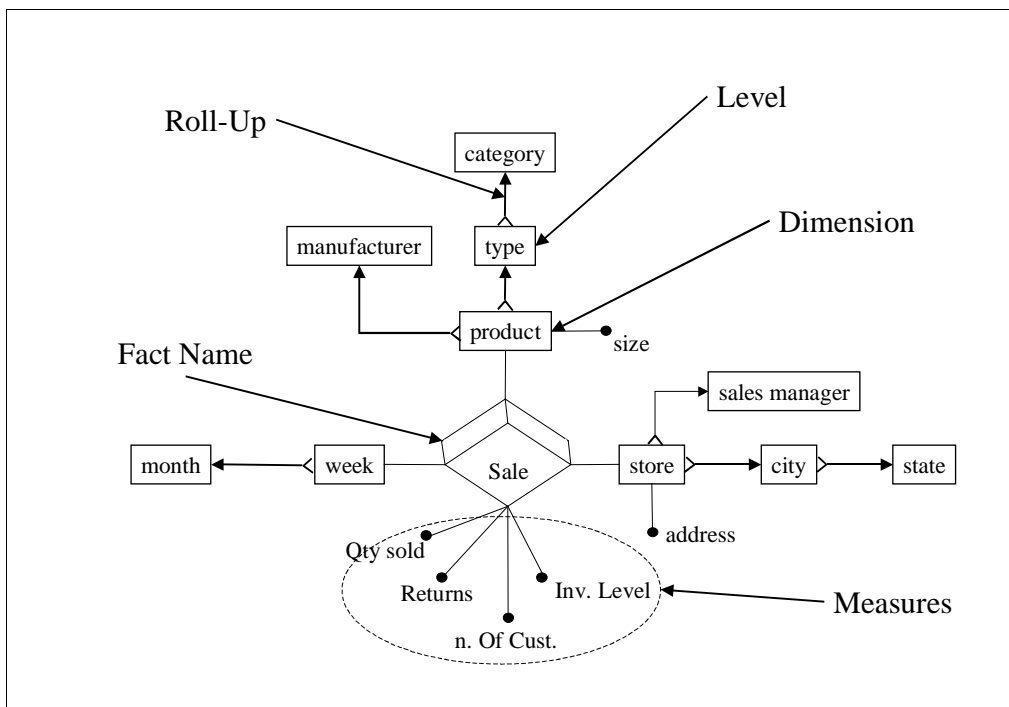 Level
Roll-Up
category
Dimension
manufacturer
type
product
size
Fact Name
sales manager
month
week
Sale
store
city
state
address
Qty sold
Returns
Inv. Level
Measures
n. Of Cust.